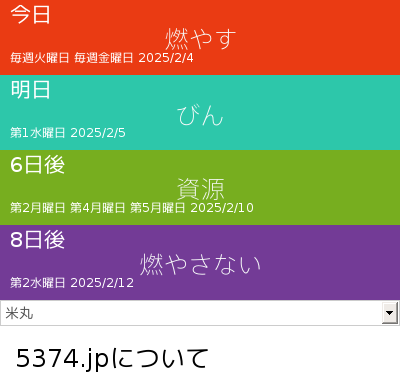 今日
燃やす
毎週火曜日 毎週金曜日 2025/2/4
明日
びん
第1水曜日 2025/2/5
6日後
資源
第2月曜日 第4月曜日 第5月曜日 2025/2/10
8日後
燃やさない
第2水曜日 2025/2/12
米丸
5374.jpについて